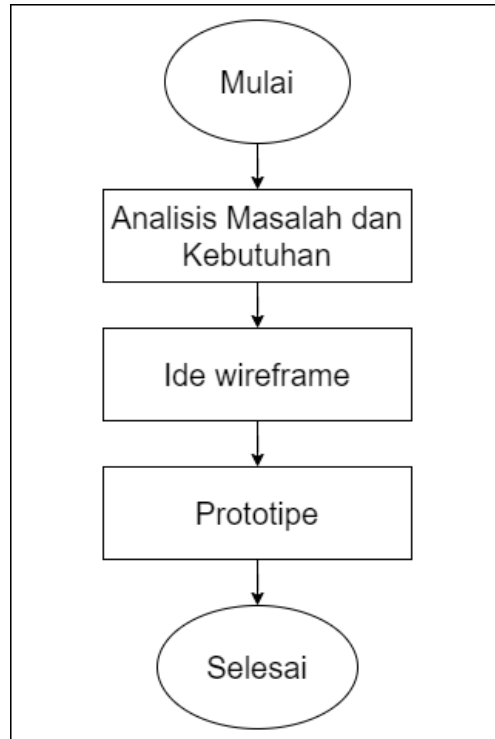 Mulai
Analisis Masalah dan
Kebutuhan
Ide wireframe
Prototipe
Selesai